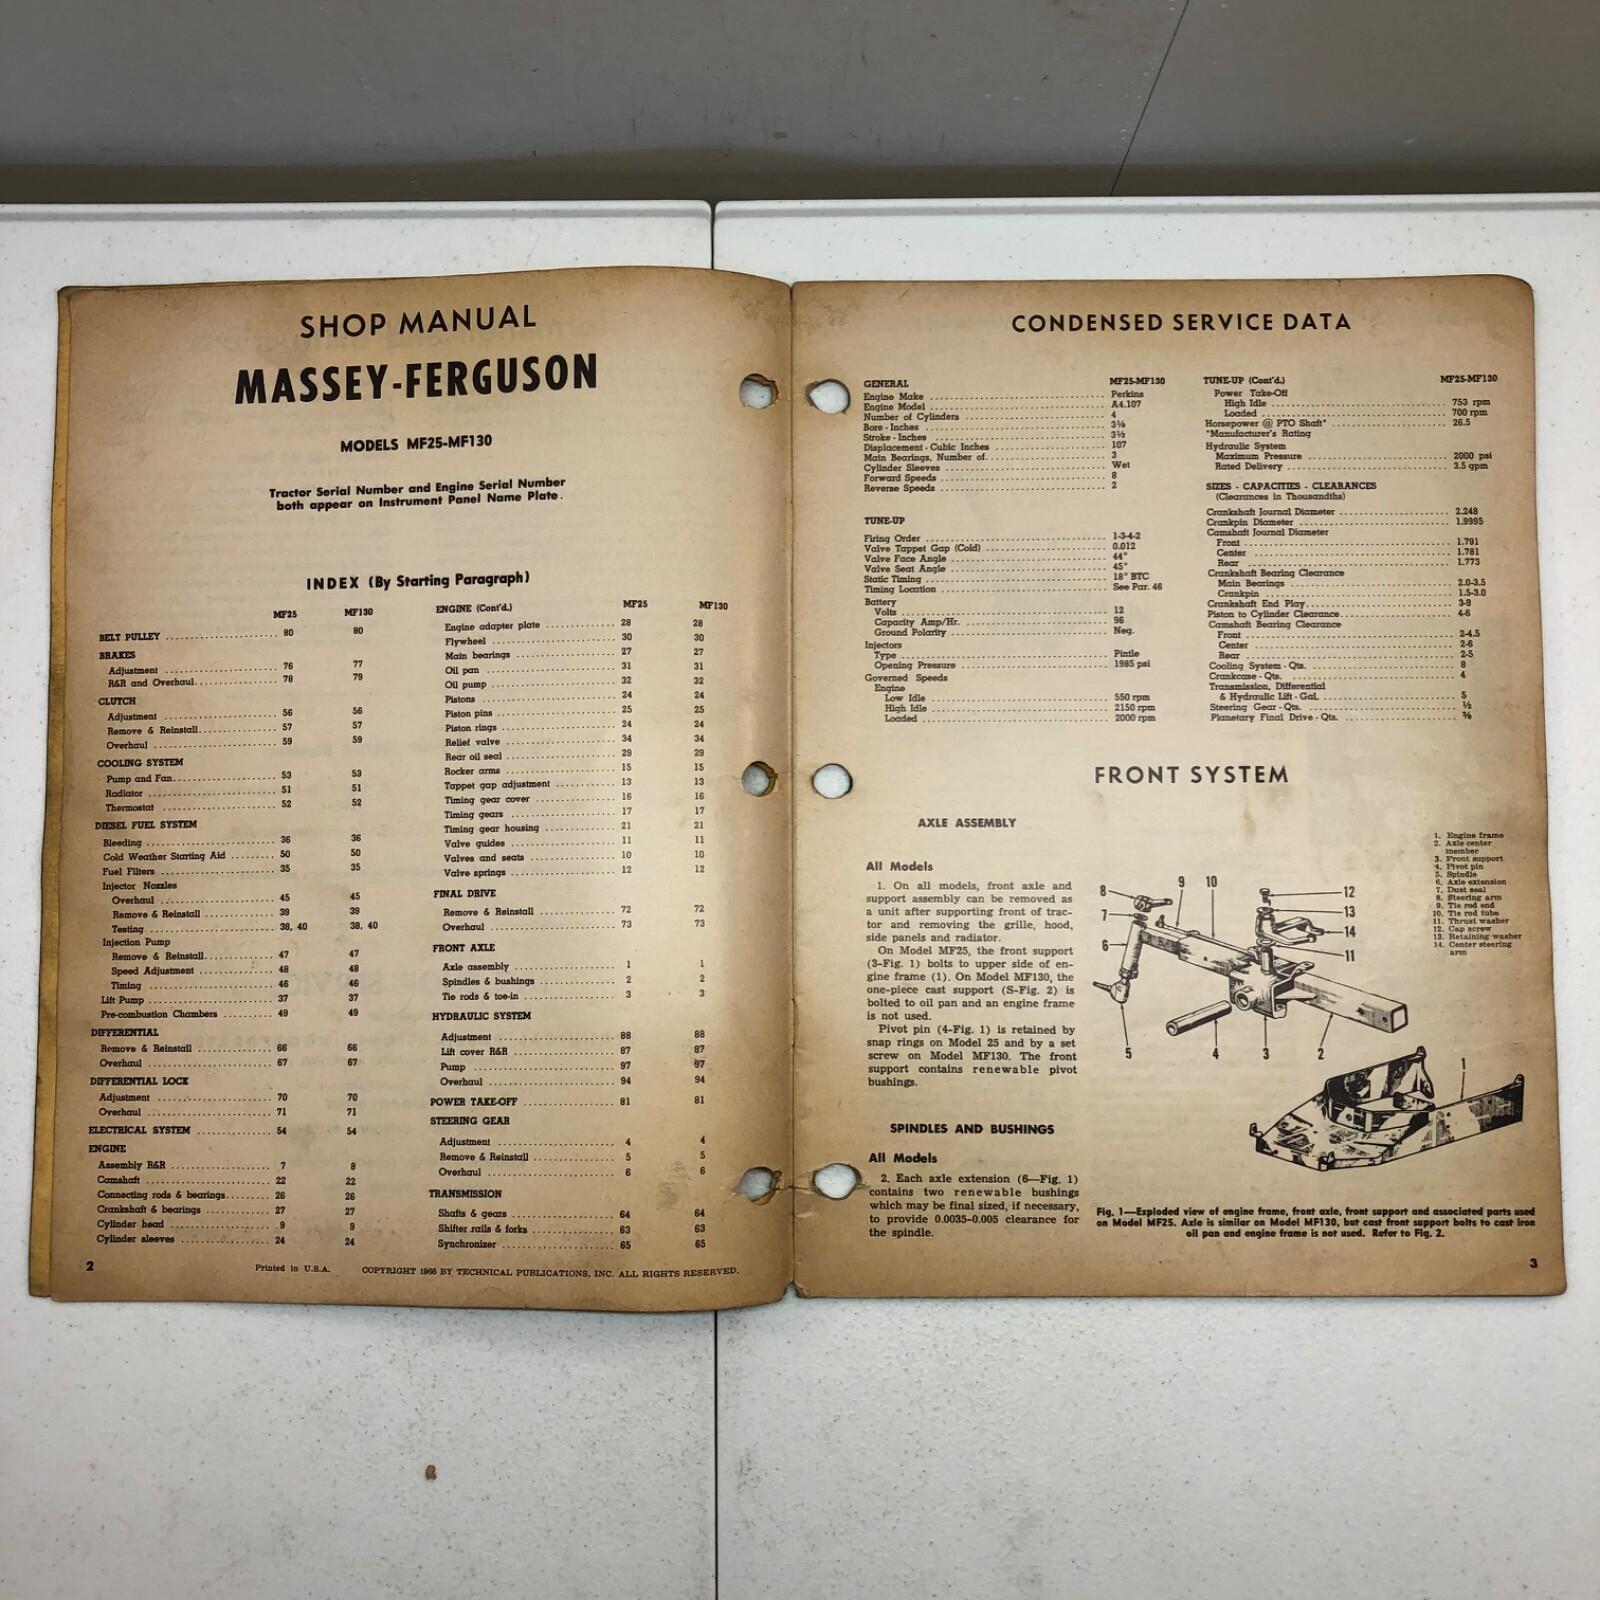 SHOP MANUAL
MASSEY-FERGUSON
MODELS MF25-MF130
Tractor Serial Number and Engine Serial Number
both appear on Instrument Panel Name Plate.
INDEX (By Starting Paragraph)
MF25 MF130
BELT PULLEY 80 80
BRAKES
Adjustment 76 77
R&R and Overhaul 78 79
CLUTCH
Adjustment 56 56
Remove & Reinstall 57 57
Overhaul 59 59
COOLING SYSTEM
Pump and Fan 53 53
Radiator 51 51
Thermostat 52 52
DIESEL FUEL SYSTEM
Bleeding 36 36
Cold Weather Starting Aid 50 50
Fuel Filters 35 35
Injector Nozzles
Overhaul 45 45
Remove & Reinstall 39 39
Testing 38, 40 38, 40
Injection Pump
Remove & Reinstall 47 47
Speed Adjustment 48 48
Timing 46 46
Lift Pump 37 37
Pre-combustion Chambers 49 49
DIFFERENTIAL
Remove & Reinstall 66 66
Overhaul 67 67
DIFFERENTIAL LOCK
Adjustment 70 70
Overhaul 71 71
ELECTRICAL SYSTEM 54 54
ENGINE
Assembly R&R 7 8
Camshaft 22 22
Connecting rods & bearings 26 26
Crankshaft & bearings 27 27
Cylinder head 9 9
Cylinder sleeves 24 24
ENGINE (Cont'd.) MF25 MF130
Engine adapter plate 28 28
Flywheel 30 30
Main bearings 27 27
Oil pan 31 31
Oil pump 32 32
Pistons 24 24
Piston pins 25 25
Piston rings 24 24
Relief valve 34 34
Rear oil seal 29 29
Rocker arms 15 15
Tappet gap adjustment 13 13
Timing gear cover 16 16
Timing gears 17 17
Timing gear housing 21 21
Valve guides 11 11
Valves and seats 10 10
Valve springs 12 12
FINAL DRIVE
Remove & Reinstall 72 72
Overhaul 73 73
FRONT AXLE
Axle assembly 1 1
Spindles & bushings 2 2
Tie rods & toe-in 3 3
HYDRAULIC SYSTEM
Adjustment 88 88
Lift cover R&R 87 87
Pump 97 97
Overhaul 94 94
POWER TAKE-OFF 81 81
STEERING GEAR
Adjustment 4 4
Remove & Reinstall 5 5
Overhaul 6 6
TRANSMISSION
Shafts & gears 64 64
Shifter rails & forks 63 63
Synchronizer 65 65
2
Printed in U.S.A.
COPYRIGHT 1966 BY TECHNICAL PUBLICATIONS, INC. ALL RIGHTS RESERVED.
CONDENSED SERVICE DATA
GENERAL MF25-MF130
Engine Make Perkins
Engine Model A4.107
Number of Cylinders 4
Bore - Inches 3⅛
Stroke - Inches 3½
Displacement - Cubic Inches 107
Main Bearings, Number of 3
Cylinder Sleeves Wet
Forward Speeds 8
Reverse Speeds 2
TUNE-UP
Firing Order 1-3-4-2
Valve Tappet Gap (Cold) 0.012
Valve Face Angle 44°
Valve Seat Angle 45°
Static Timing 18° BTC
Timing Location See Par. 46
Battery
Volts 12
Capacity Amp/Hr. 96
Ground Polarity Neg.
Injectors
Type Pintle
Opening Pressure 1985 psi
Governed Speeds
Engine
Low Idle 550 rpm
High Idle 2150 rpm
Loaded 2000 rpm
TUNE-UP (Cont'd.) MF25-MF130
Power Take-Off
High Idle 753 rpm
Loaded 700 rpm
Horsepower @ PTO Shaft* 26.5
*Manufacturer's Rating
Hydraulic System
Maximum Pressure 2000 psi
Rated Delivery 3.5 gpm
SIZES - CAPACITIES - CLEARANCES
(Clearances in Thousandths)
Crankshaft Journal Diameter 2.248
Crankpin Diameter 1.9995
Camshaft Journal Diameter
Front 1.791
Center 1.781
Rear 1.773
Crankshaft Bearing Clearance
Main Bearings 2.0-3.5
Crankpin 1.5-3.0
Crankshaft End Play 3-9
Piston to Cylinder Clearance 4-6
Camshaft Bearing Clearance
Front 2-4.5
Center 2-6
Rear 2-5
Cooling System - Qts. 8
Crankcase - Qts. 4
Transmission, Differential
& Hydraulic Lift - Gal. 5
Steering Gear - Qts. ½
Planetary Final Drive - Qts.
FRONT SYSTEM
AXLE ASSEMBLY
All Models
1. On all models, front axle and
support assembly can be removed as
a unit after supporting front of trac-
tor and removing the grille, hood,
side panels and radiator.
On Model MF25, the front support
(3-Fig. 1) bolts to upper side of en-
gine frame (1). On Model MF130, the
one-piece cast support (S-Fig. 2) is
bolted to oil pan and an engine frame
is not used.
Pivot pin (4-Fig. 1) is retained by
snap rings on Model 25 and by a set
screw on Model MF130. The front
support contains renewable pivot
bushings.
SPINDLES AND BUSHINGS
All Models
2. Each axle extension (6—Fig. 1)
contains two renewable bushings
which may be final sized, if necessary,
to provide 0.0035-0.005 clearance for
the spindle.
1. Engine frame
2. Axle center
member
3. Front support
4. Pivot pin
5. Spindle
6. Axle extension
7. Dust seal
8. Steering arm
9. Tie rod end
10. Tie rod tube
11. Thrust washer
12. Cap screw
13. Retaining washer
14. Center steering
arm
8
9
10
12
7
13
14
6
11
5
4
3
2
1
Fig. 1—Exploded view of engine frame, front axle, front support and associated parts used
on Model MF25. Axle is similar on Model MF130, but cast front support bolts to cast iron
oil pan and engine frame is not used. Refer to Fig. 2.
3